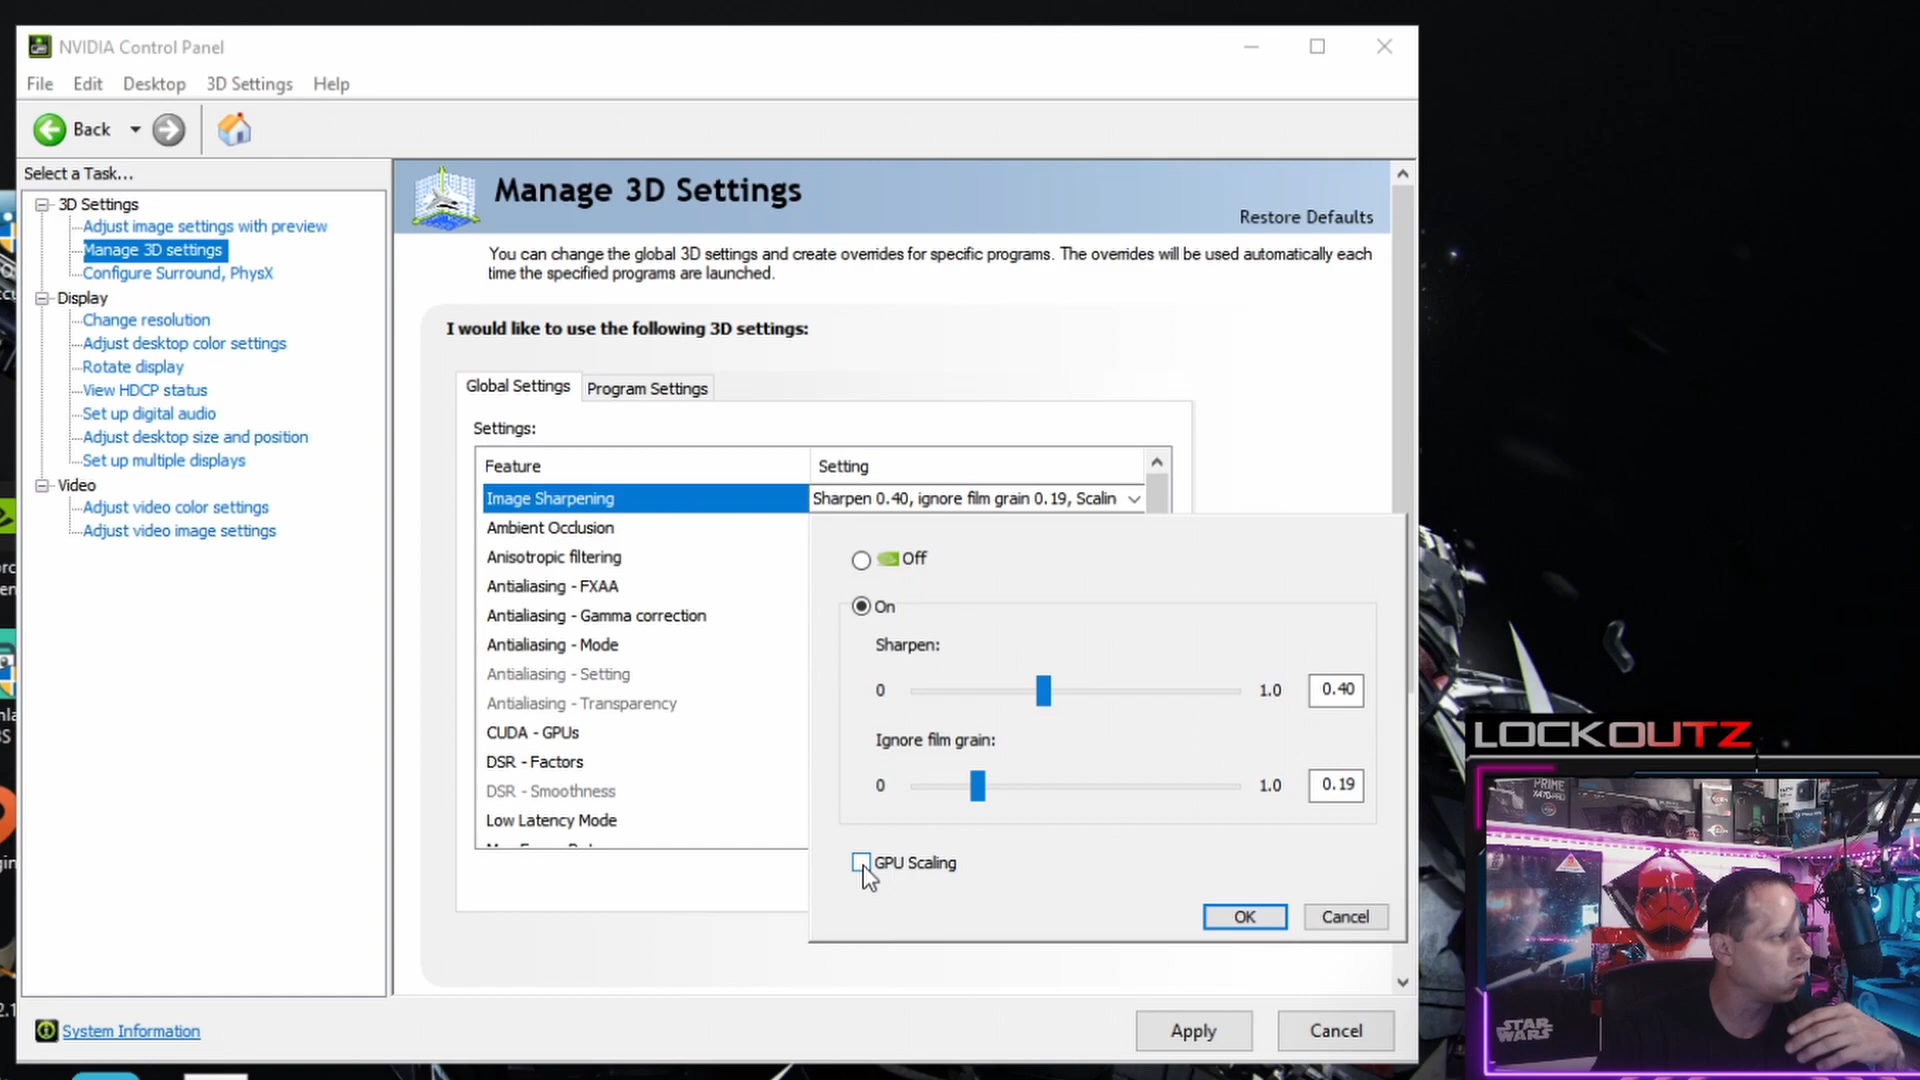 NVIDIA Control Panel
File Edit Desktop 3D Settings Help
Back
Select a Task...
3D Settings
Adjust image settings with preview
Manage 3D settings
Configure Surround, PhysX
Display
Change resolution
Adjust desktop color settings
Rotate display
View HDCP status
Set up digital audio
Adjust desktop size and position
Set up multiple displays
Video
Adjust video color settings
Adjust video image settings
System Information
Manage 3D Settings
Restore Defaults
You can change the global 3D settings and create overrides for specific programs. The overrides will be used automatically each
time the specified programs are launched.
I would like to use the following 3D settings:
Global Settings Program Settings
Settings:
Feature Setting
Image Sharpening Sharpen 0.40, ignore film grain 0.19, Scalin
Ambient Occlusion
Anisotropic filtering
Antialiasing - FXAA
Antialiasing - Gamma correction
Antialiasing - Mode
Antialiasing - Setting
Antialiasing - Transparency
CUDA - GPUs
DSR - Factors
DSR - Smoothness
Low Latency Mode
Off
On
Sharpen:
0 1.0 0.40
Ignore film grain:
0 1.0 0.19
GPU Scaling
OK Cancel
Apply Cancel
LOCKOUTZ
PRIME
X470-PRO
STAR
WARS